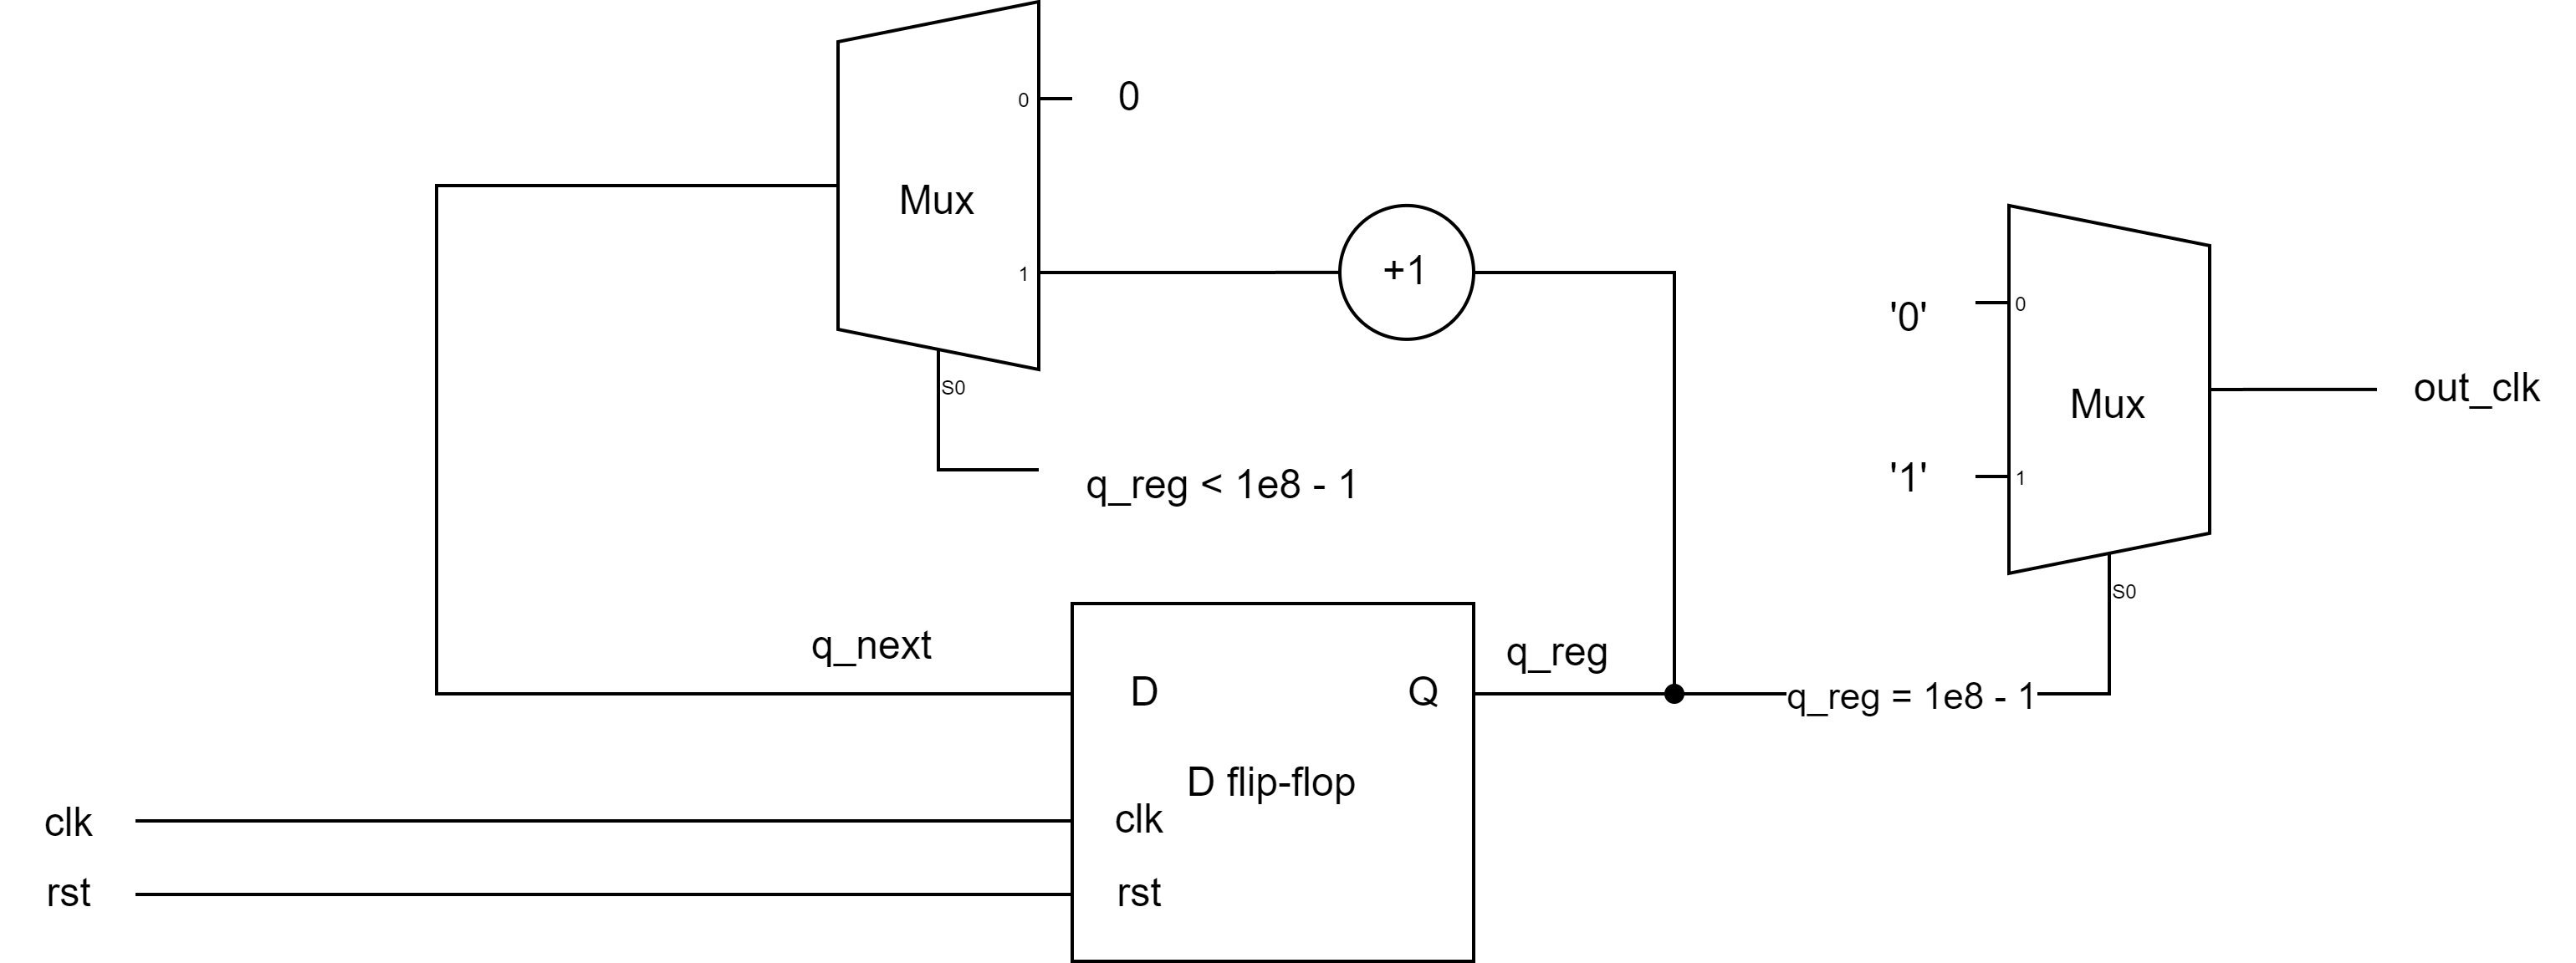 0
0
Mux
1
+1
S0
q_reg < 1e8 - 1
'0'
0
Mux
'1'
1
out_clk
S0
q_next
q_reg
D
Q
q_reg = 1e8 - 1
D flip-flop
clk
clk
rst
rst